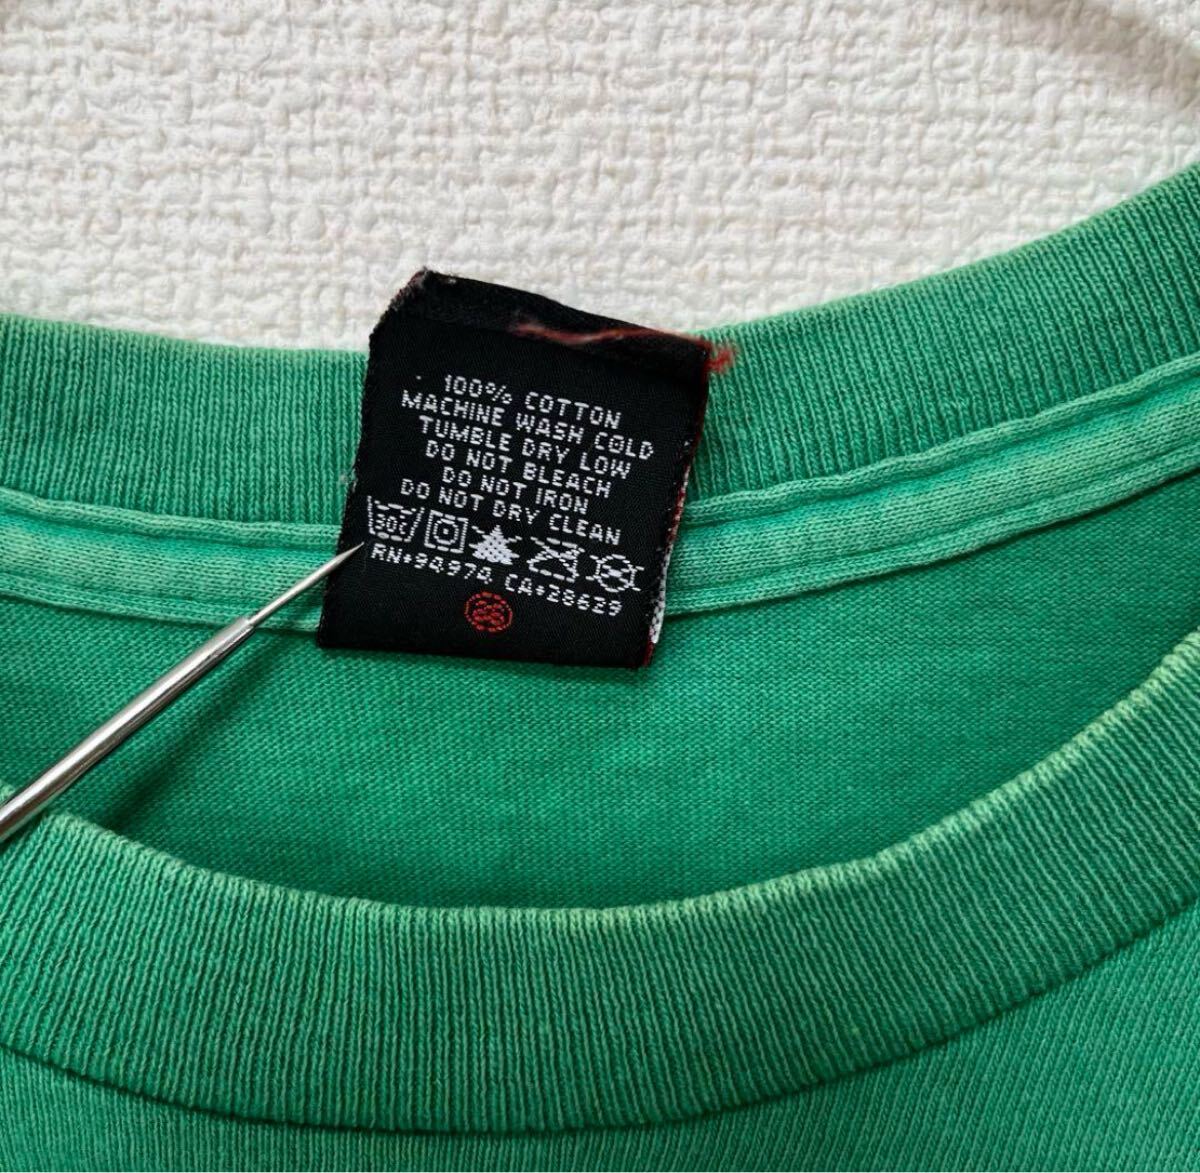 100% COTTON
MACHINE WASH COLD
TUMBLE DRY LOW
DO NOT BLEACH
DO NOT IRON
DO NOT DRY CLEAN
30C
RN•94974 CA•28629